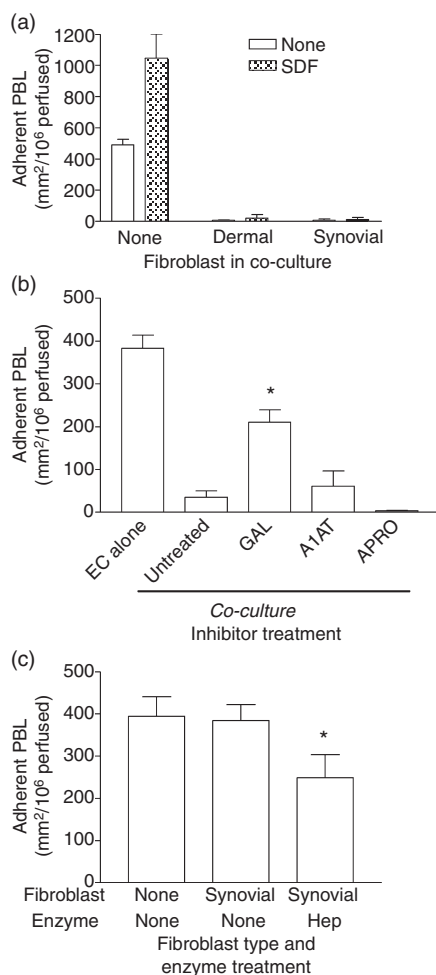 (a)
None
SDF
Adherent PBL
(mm²/10⁶ perfused)
1200
1000
800
600
400
200
0
None Dermal Synovial
Fibroblast in co-culture
(b)
Adherent PBL
(mm²/10⁶ perfused)
400
300
200
100
0
*
EC alone
Untreated
GAL
A1AT
APRO
Co-culture
Inhibitor treatment
(c)
Adherent PBL
(mm²/10⁶ perfused)
500
400
300
200
100
0
*
Fibroblast None Synovial Synovial
Enzyme None None Hep
Fibroblast type and
enzyme treatment